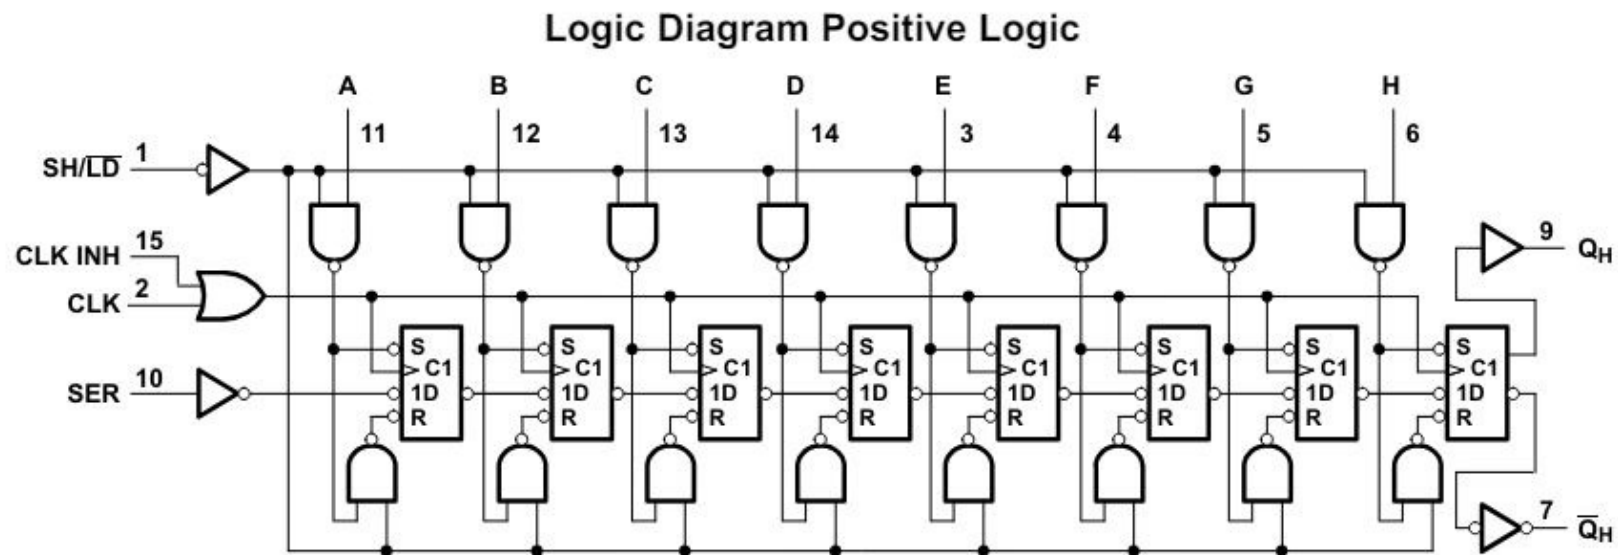 Logic Diagram Positive Logic
A B C D E F G H
11 12 13 14 3 4 5 6
SH/L̅D̅ 1
CLK INH 15
CLK 2
9 QH
S S S S S S S S
C1 C1 C1 C1 C1 C1 C1 C1
SER 10
1D 1D 1D 1D 1D 1D 1D 1D
R R R R R R R R
7 Q̅H